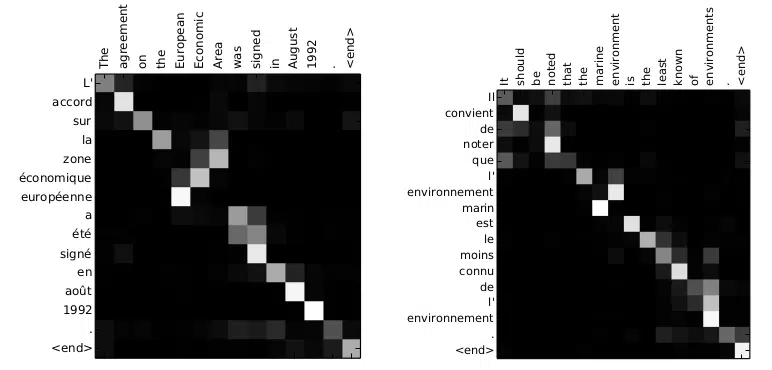 The agreement on the European Economic Area was signed in August 1992 . <end>
L'
accord
sur
la
zone
économique
européenne
a
été
signé
en
août
1992
.
<end>
It should be noted that the marine environment is the least known of environments . <end>
Il
convient
de
noter
que
l'
environnement
marin
est
le
moins
connu
de
l'
environnement
.
<end>